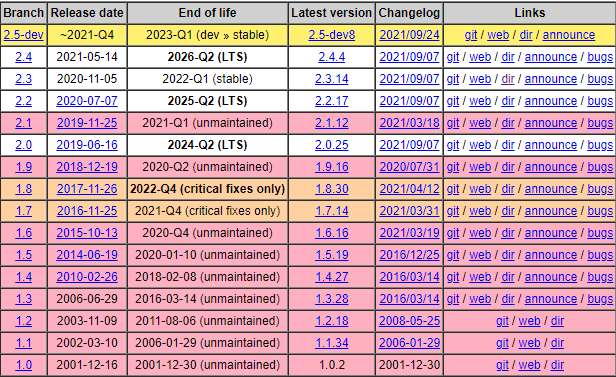 Branch Release date End of life Latest version Changelog Links
2.5-dev ~2021-Q4 2023-Q1 (dev » stable) 2.5-dev8 2021/09/24 git / web / dir / announce
2.4 2021-05-14 2026-Q2 (LTS) 2.4.4 2021/09/07 git / web / dir / announce / bugs
2.3 2020-11-05 2022-Q1 (stable) 2.3.14 2021/09/07 git / web / dir / announce / bugs
2.2 2020-07-07 2025-Q2 (LTS) 2.2.17 2021/09/07 git / web / dir / announce / bugs
2.1 2019-11-25 2021-Q1 (unmaintained) 2.1.12 2021/03/18 git / web / dir / announce / bugs
2.0 2019-06-16 2024-Q2 (LTS) 2.0.25 2021/09/07 git / web / dir / announce / bugs
1.9 2018-12-19 2020-Q2 (unmaintained) 1.9.16 2020/07/31 git / web / dir / announce / bugs
1.8 2017-11-26 2022-Q4 (critical fixes only) 1.8.30 2021/04/12 git / web / dir / announce / bugs
1.7 2016-11-25 2021-Q4 (critical fixes only) 1.7.14 2021/03/31 git / web / dir / announce / bugs
1.6 2015-10-13 2020-Q4 (unmaintained) 1.6.16 2021/03/19 git / web / dir / announce / bugs
1.5 2014-06-19 2020-01-10 (unmaintained) 1.5.19 2016/12/25 git / web / dir / announce / bugs
1.4 2010-02-26 2018-02-08 (unmaintained) 1.4.27 2016/03/14 git / web / dir / announce / bugs
1.3 2006-06-29 2016-03-14 (unmaintained) 1.3.28 2016/03/14 git / web / dir / announce / bugs
1.2 2003-11-09 2011-08-06 (unmaintained) 1.2.18 2008-05-25 git / web / dir
1.1 2002-03-10 2006-01-29 (unmaintained) 1.1.34 2006-01-29 git / web / dir
1.0 2001-12-16 2001-12-30 (unmaintained) 1.0.2 2001-12-30 git / web / dir